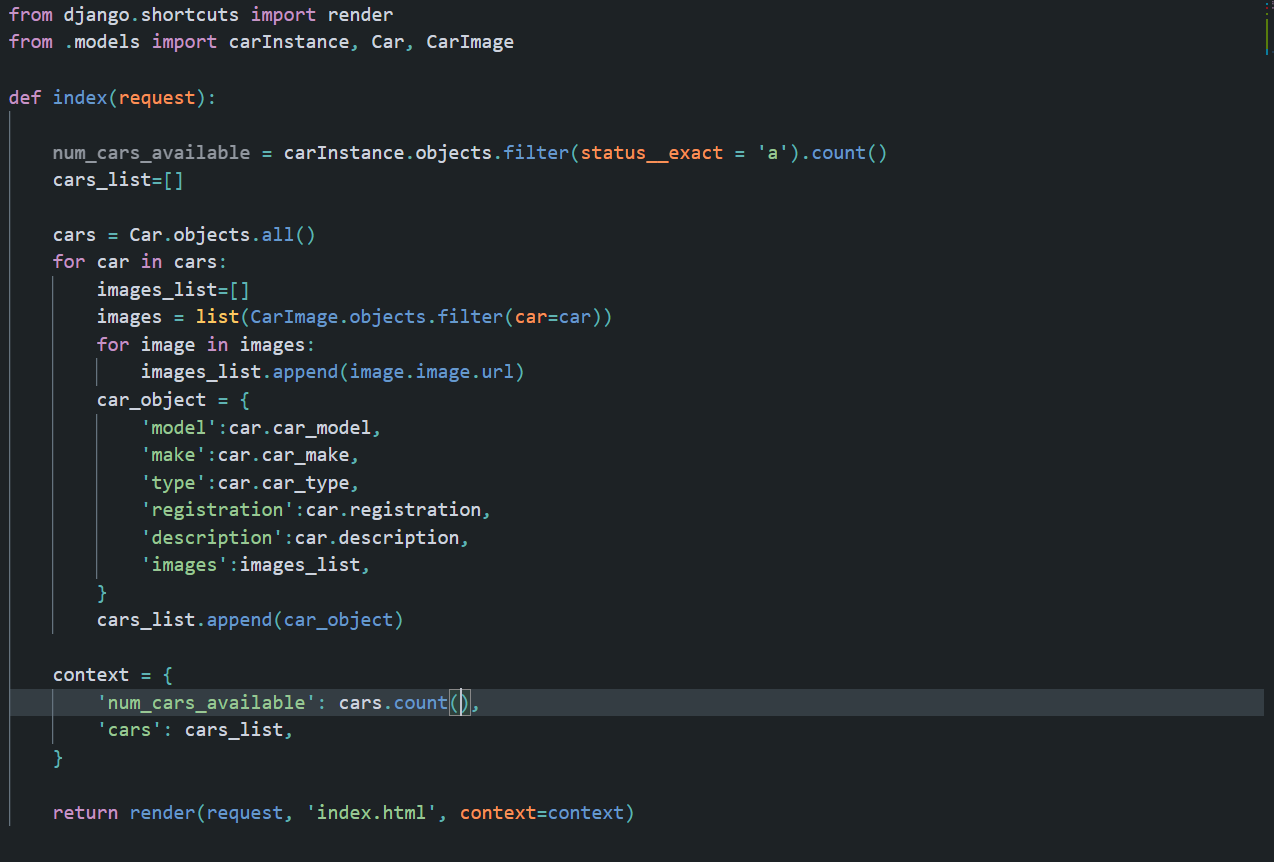 from django.shortcuts import render
from .models import carInstance, Car, CarImage
def index(request):
num_cars_available = carInstance.objects.filter(status__exact = 'a').count()
cars_list=[]
cars = Car.objects.all()
for car in cars:
images_list=[]
images = list(CarImage.objects.filter(car=car))
for image in images:
images_list.append(image.image.url)
car_object = {
'model':car.car_model,
'make':car.car_make,
'type':car.car_type,
'registration':car.registration,
'description':car.description,
'images':images_list,
}
cars_list.append(car_object)
context = {
'num_cars_available': cars.count(),
'cars': cars_list,
}
return render(request, 'index.html', context=context)